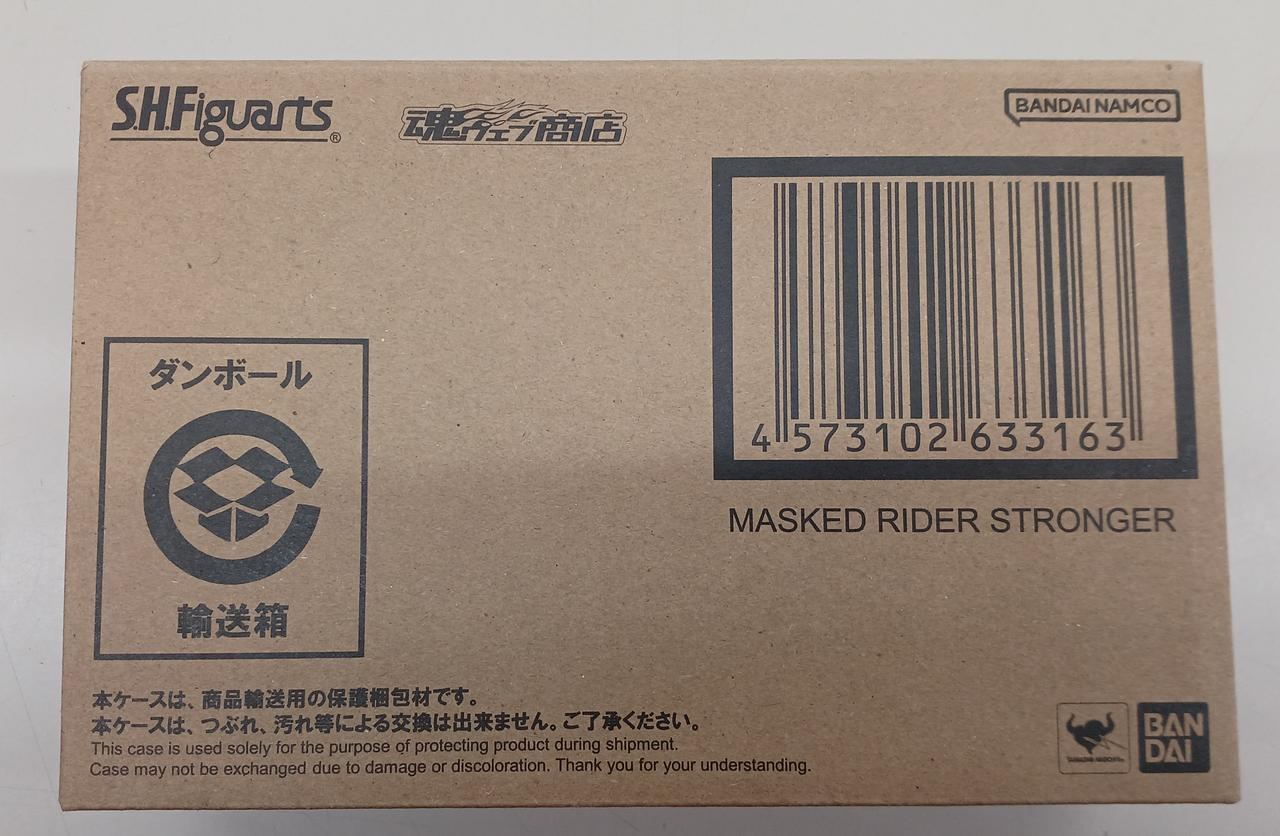 S.H.Figuarts®
魂ウェブ商店
BANDAI NAMCO
4 573102 633163
MASKED RIDER STRONGER
ダンボール
輸送箱
本ケースは、商品輸送用の保護梱包材です。
本ケースは、つぶれ、汚れ等による交換は出来ません。ご了承ください。
This case is used solely for the purpose of protecting product during shipment.
Case may not be exchanged due to damage or discoloration. Thank you for your understanding.
BAN
DAI